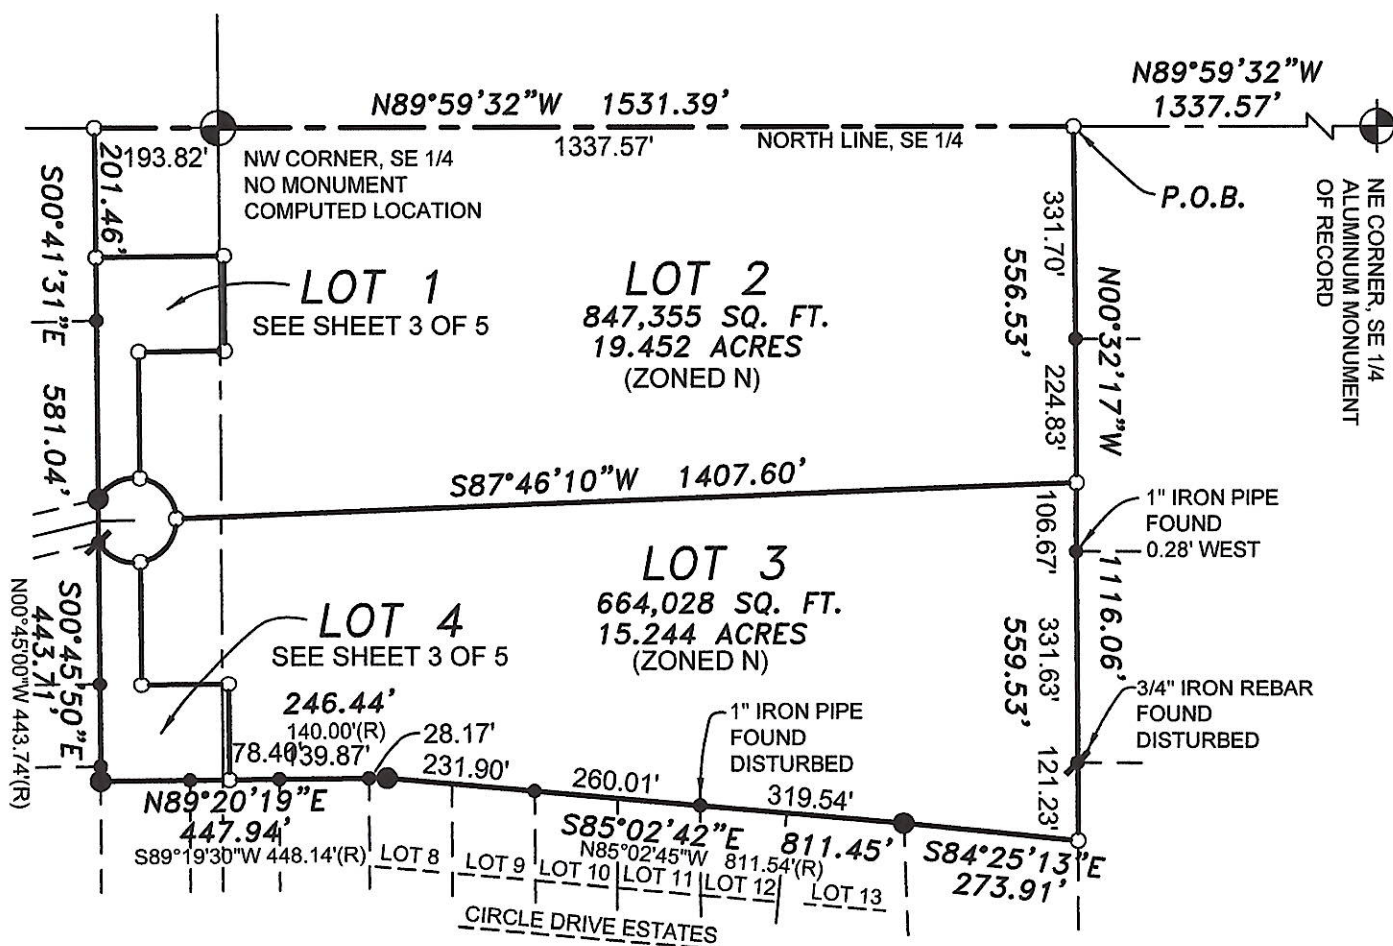 N89°59'32"W
1337.57'
N89°59'32"W 1531.39'
1337.57'
NORTH LINE, SE 1/4
193.82'
NW CORNER, SE 1/4
NO MONUMENT
COMPUTED LOCATION
P.O.B.
NE CORNER, SE 1/4
ALUMINUM MONUMENT
OF RECORD
201.46'
S00°41'31"E 581.04'
LOT 1
SEE SHEET 3 OF 5
LOT 2
847,355 SQ. FT.
19.452 ACRES
(ZONED N)
331.70'
556.53'
224.83'
N00°32'17"W 1116.06'
S87°46'10"W 1407.60'
106.67'
1" IRON PIPE
FOUND
0.28' WEST
LOT 3
664,028 SQ. FT.
15.244 ACRES
(ZONED N)
331.63'
559.53'
121.23'
3/4" IRON REBAR
FOUND
DISTURBED
LOT 4
SEE SHEET 3 OF 5
S00°45'50"E
443.71'
N00°45'00"W 443.74'(R)
246.44'
140.00'(R)
139.87'
28.17'
231.90'
260.01'
1" IRON PIPE
FOUND
DISTURBED
319.54'
N89°20'19"E
447.94'
S89°19'30"W 448.14'(R)
S85°02'42"E 811.45'
N85°02'45"W 811.54'(R)
S84°25'13"E
273.91'
LOT 8
LOT 9
LOT 10
LOT 11
LOT 12
LOT 13
CIRCLE DRIVE ESTATES